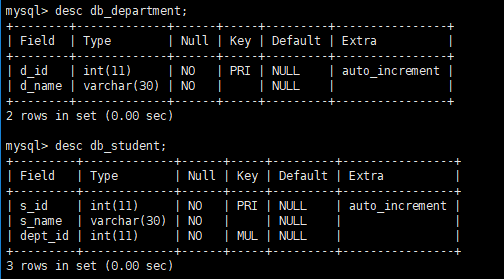 mysql> desc db_department;
+--------+-------------+------+-----+---------+----------------+
| Field  | Type        | Null | Key | Default | Extra          |
+--------+-------------+------+-----+---------+----------------+
| d_id   | int(11)     | NO   | PRI | NULL    | auto_increment |
| d_name | varchar(30) | NO   |     | NULL    |                |
+--------+-------------+------+-----+---------+----------------+
2 rows in set (0.00 sec)
mysql> desc db_student;
+---------+-------------+------+-----+---------+----------------+
| Field   | Type        | Null | Key | Default | Extra          |
+---------+-------------+------+-----+---------+----------------+
| s_id    | int(11)     | NO   | PRI | NULL    | auto_increment |
| s_name  | varchar(30) | NO   |     | NULL    |                |
| dept_id | int(11)     | NO   | MUL | NULL    |                |
+---------+-------------+------+-----+---------+----------------+
3 rows in set (0.00 sec)